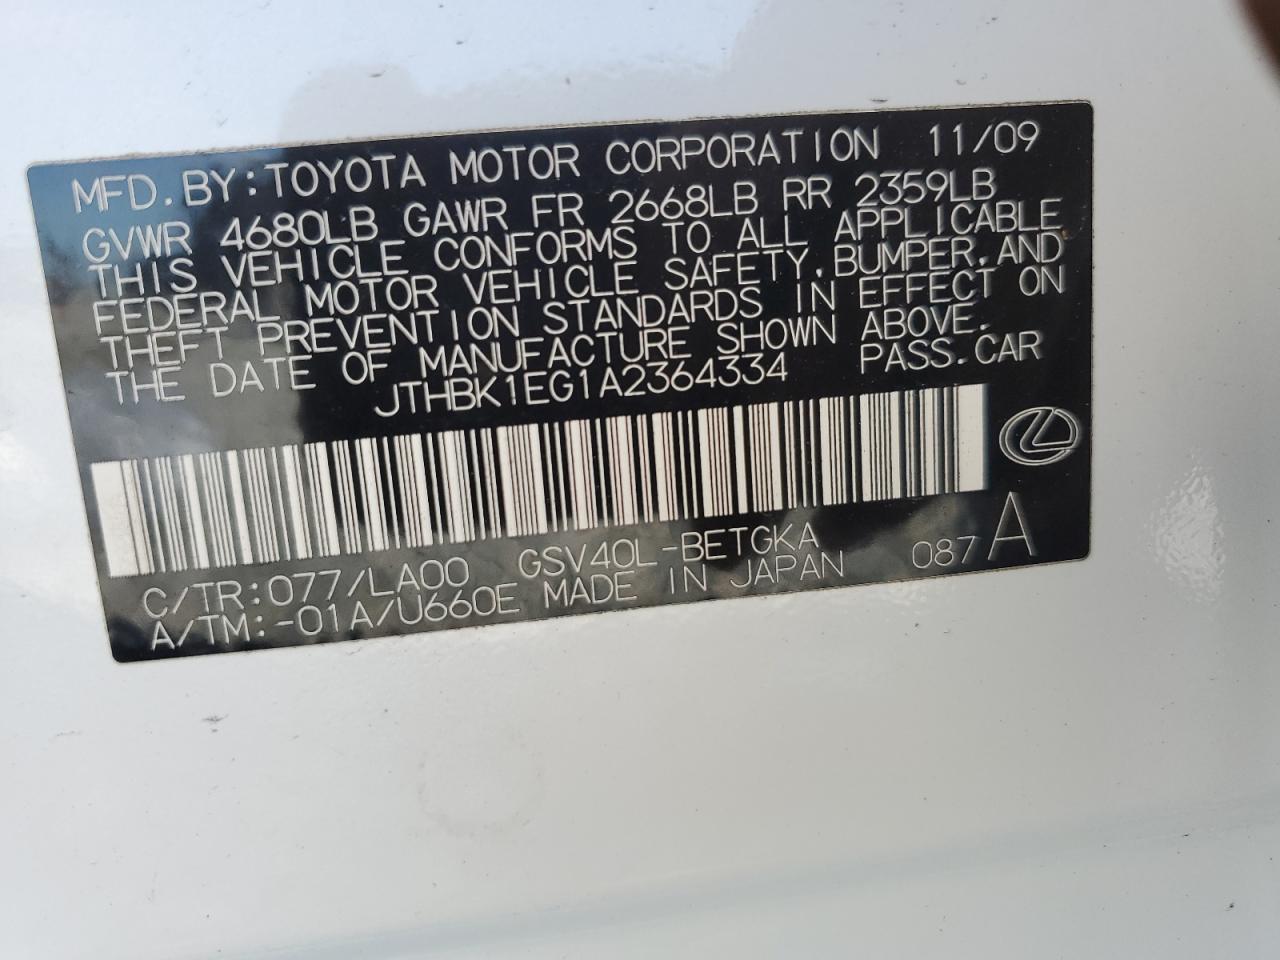 MFD. BY:TOYOTA MOTOR CORPORATION 11/09
GVWR 4680LB GAWR FR 2668LB RR 2359LB
THIS VEHICLE CONFORMS TO ALL APPLICABLE
FEDERAL MOTOR VEHICLE SAFETY, BUMPER, AND
THEFT PREVENTION STANDARDS IN EFFECT ON
THE DATE OF MANUFACTURE SHOWN ABOVE.
JTHBK1EG1A2364334 PASS.CAR
C/TR:077/LA00 GSV40L-BETGKA 087 A
A/TM:-01A/U660E MADE IN JAPAN